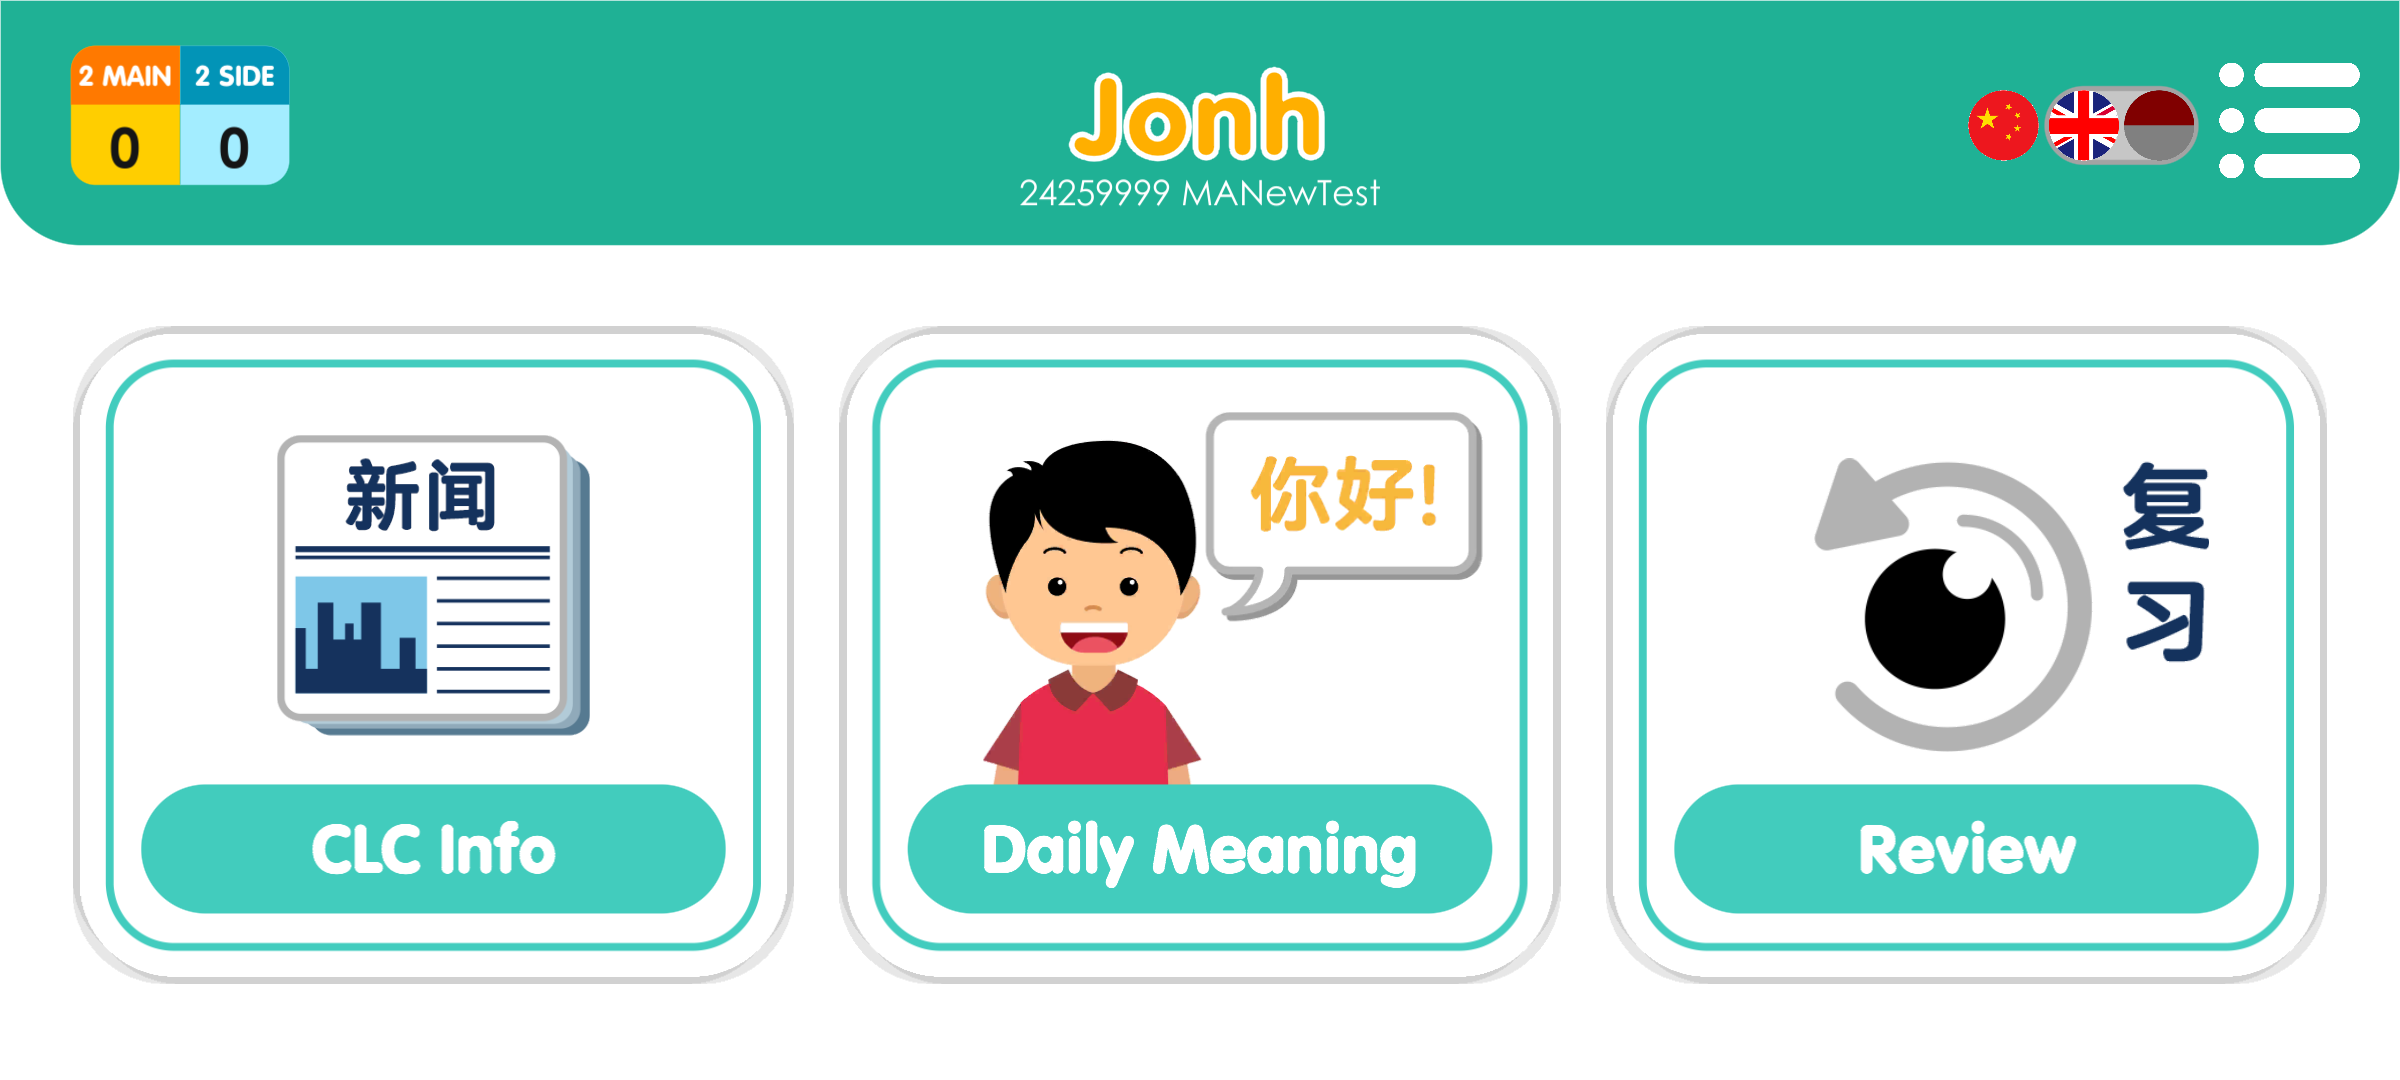 2 MAIN 2 SIDE
0 0
Jonh
24259999 MANewTest
新闻
你好!
复
习
CLC Info
Daily Meaning
Review